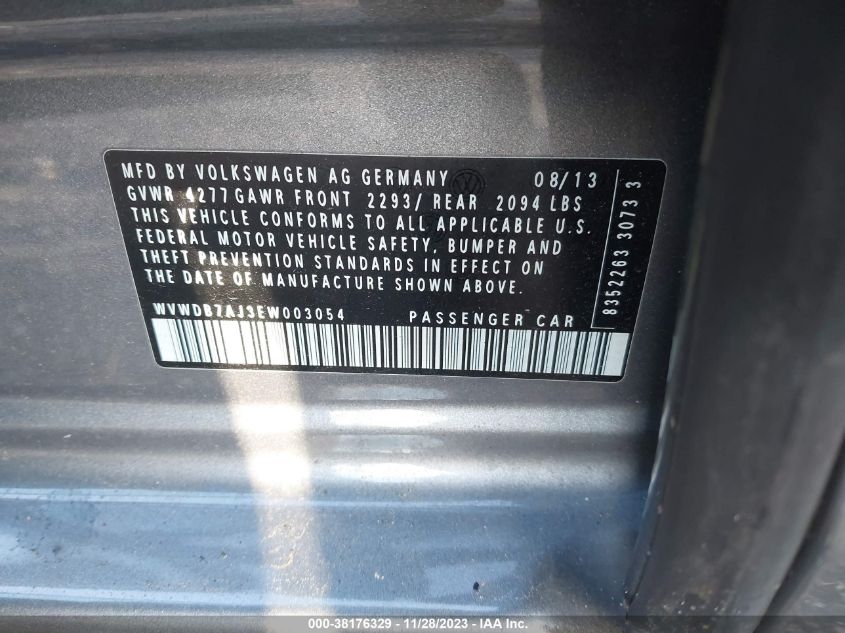 MFD BY VOLKSWAGEN AG GERMANY 08/13
GVWR 4277 GAWR FRONT 2293/ REAR 2094 LBS
THIS VEHICLE CONFORMS TO ALL APPLICABLE U.S.
FEDERAL MOTOR VEHICLE SAFETY, BUMPER AND
THEFT PREVENTION STANDARDS IN EFFECT ON
THE DATE OF MANUFACTURE SHOWN ABOVE.
WVWDB7AJ3EW003054 PASSENGER CAR
8352263 3073 3
000-38176329 - 11/28/2023 - IAAI Inc.